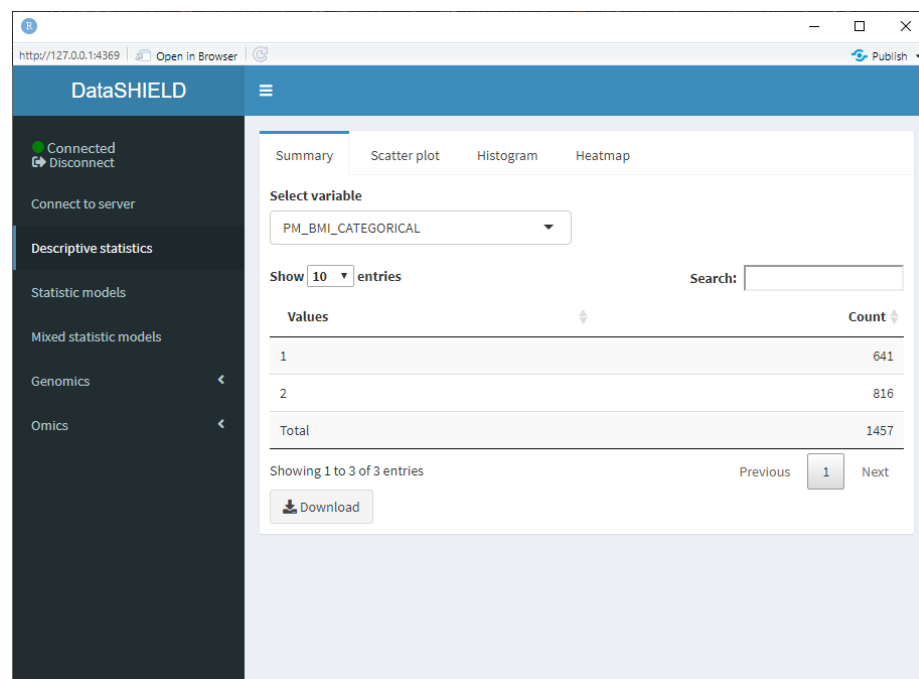 R
http://127.0.0.1:4369 Open in Browser Publish
DataSHIELD
Connected
Disconnect
Connect to server
Descriptive statistics
Statistic models
Mixed statistic models
Genomics
Omics
Summary Scatter plot Histogram Heatmap
Select variable
PM_BMI_CATEGORICAL
Show 10 entries Search:
Values Count
1 641
2 816
Total 1457
Showing 1 to 3 of 3 entries Previous 1 Next
Download